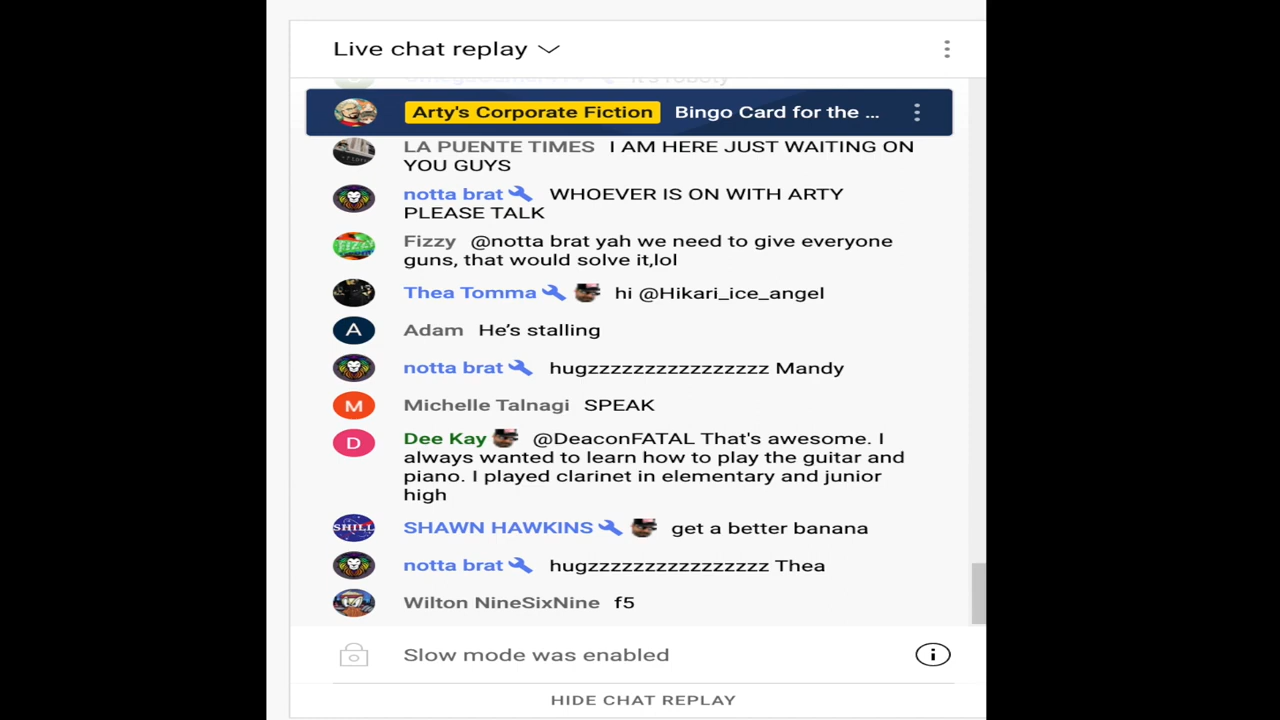 Live chat replay
Arty's Corporate Fiction Bingo Card for the ...
LA PUENTE TIMES I AM HERE JUST WAITING ON
YOU GUYS
notta brat WHOEVER IS ON WITH ARTY
PLEASE TALK
Fizzy @notta brat yah we need to give everyone
guns, that would solve it,lol
Thea Tomma hi @Hikari_ice_angel
A Adam He’s stalling
notta brat hugzzzzzzzzzzzzzzzz Mandy
M Michelle Talnagi SPEAK
D Dee Kay @DeaconFATAL That's awesome. I
always wanted to learn how to play the guitar and
piano. I played clarinet in elementary and junior
high
SHILL SHAWN HAWKINS get a better banana
notta brat hugzzzzzzzzzzzzzzzz Thea
Wilton NineSixNine f5
Slow mode was enabled
HIDE CHAT REPLAY